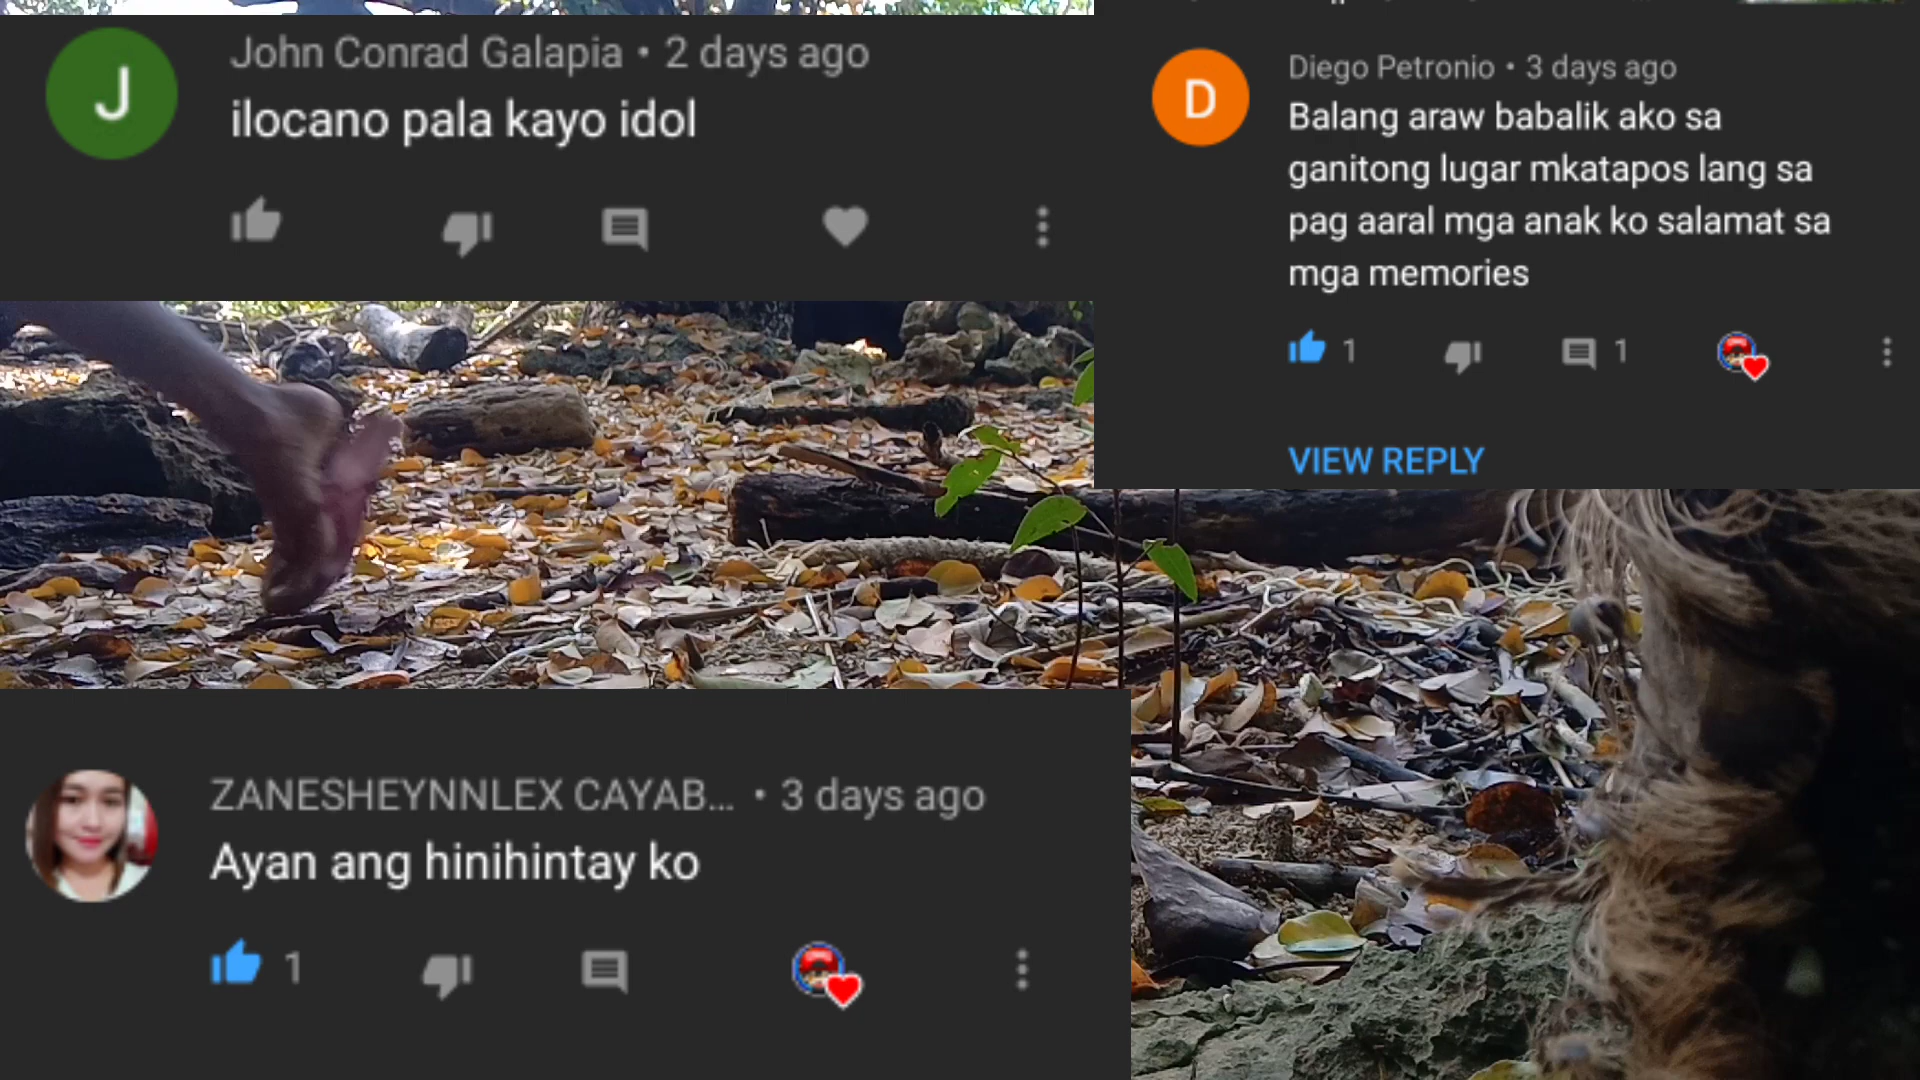 John Conrad Galapia • 2 days ago
ilocano pala kayo idol
Diego Petronio • 3 days ago
Balang araw babalik ako sa
ganitong lugar mkatapos lang sa
pag aaral mga anak ko salamat sa
mga memories
1
1
VIEW REPLY
ZANESHEYNNLEX CAYAB... • 3 days ago
Ayan ang hinihintay ko
1